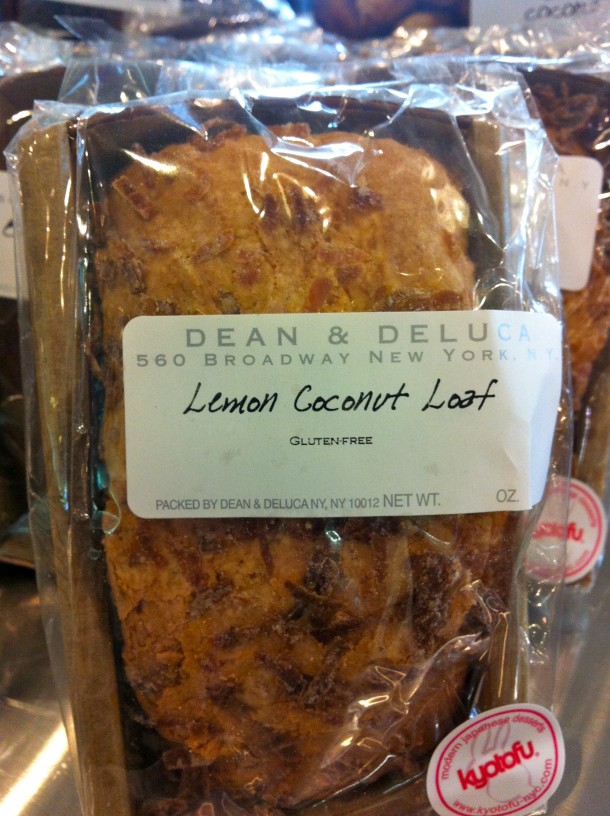 COCON
DEAN & DELUCA
560 BROADWAY NEW YORK, N.Y.
Lemon Coconut Loaf
GLUTEN-FREE
PACKED BY DEAN & DELUCA NY, NY 10012 NET WT. OZ.
modern japanese desserts
kyotofu
www.kyotofu-nyc.com